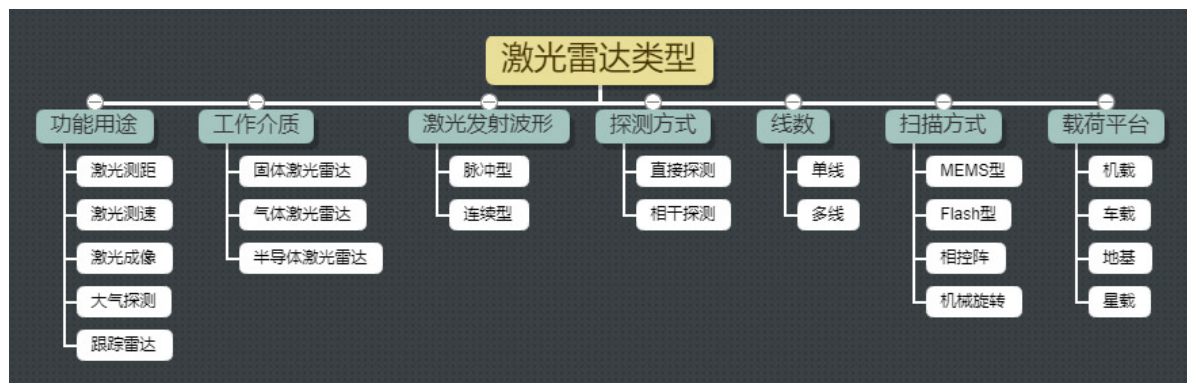 激光雷达类型
功能用途
激光测距
激光测速
激光成像
大气探测
跟踪雷达
工作介质
固体激光雷达
气体激光雷达
半导体激光雷达
激光发射波形
脉冲型
连续型
探测方式
直接探测
相干探测
线数
单线
多线
扫描方式
MEMS型
Flash型
相控阵
机械旋转
载荷平台
机载
车载
地基
星载